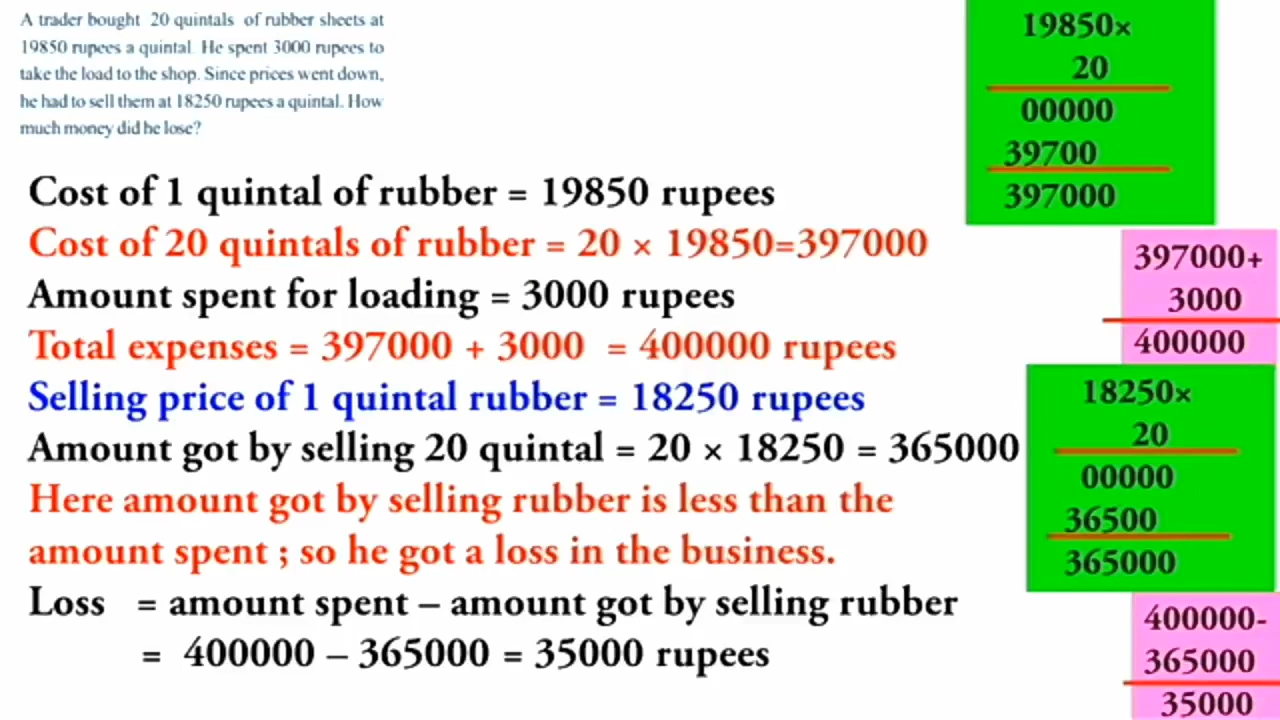 A trader bought 20 quintals of rubber sheets at
19850 rupees a quintal. He spent 3000 rupees to
take the load to the shop. Since prices went down,
he had to sell them at 18250 rupees a quintal. How
much money did he lose?
Cost of 1 quintal of rubber = 19850 rupees
Cost of 20 quintals of rubber = 20 × 19850=397000
Amount spent for loading = 3000 rupees
Total expenses = 397000 + 3000 = 400000 rupees
Selling price of 1 quintal rubber = 18250 rupees
Amount got by selling 20 quintal = 20 × 18250 = 365000
Here amount got by selling rubber is less than the
amount spent ; so he got a loss in the business.
Loss = amount spent – amount got by selling rubber
= 400000 – 365000 = 35000 rupees
19850×
20
00000
39700
397000
397000+
3000
400000
18250×
20
00000
36500
365000
400000-
365000
35000